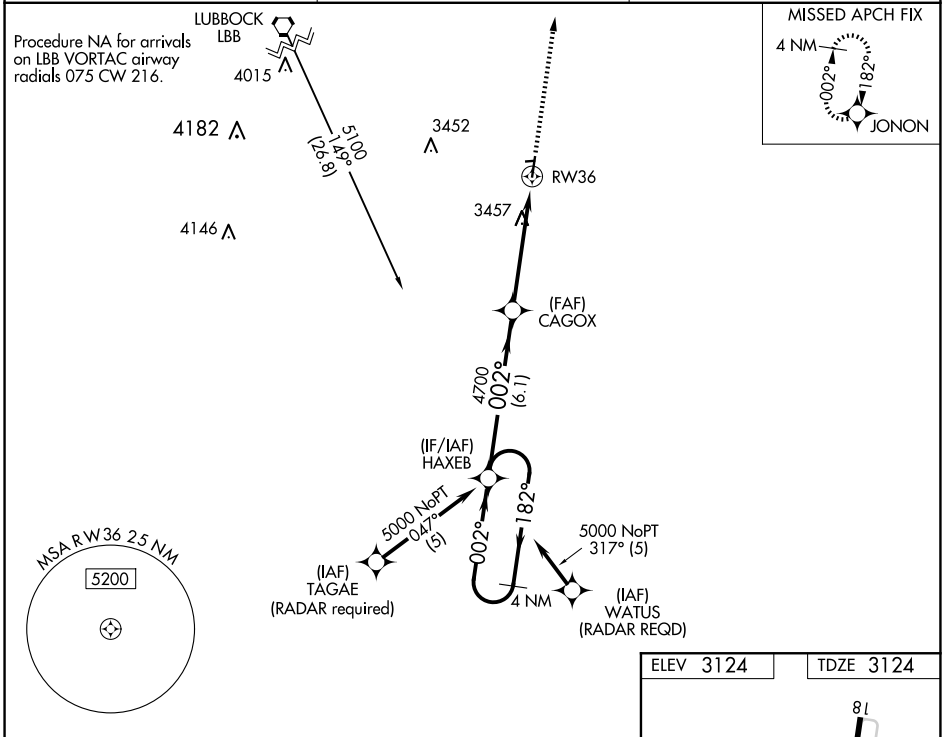 Procedure NA for arrivals
on LBB VORTAC airway
radials 075 CW 216.
LUBBOCK
LBB
4015
4182
3452
5100
149°
(26.8)
4146
3457
RW36
MISSED APCH FIX
4 NM
002°
182°
JONON
(FAF)
CAGOX
4700
002°
(6.1)
(IF/IAF)
HAXEB
5000 NoPT
047°
(5)
002°
182°
5000 NoPT
317° (5)
4 NM
(IAF)
TAGAE
(RADAR required)
(IAF)
WATUS
(RADAR REQD)
MSA RW36 25 NM
5200
ELEV 3124
TDZE 3124
18